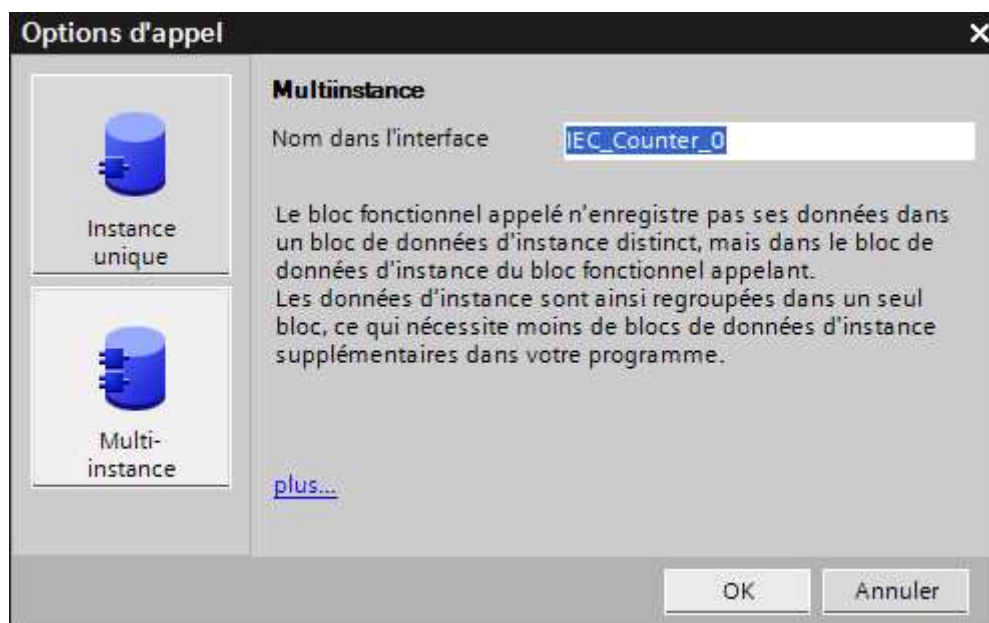 Options d'appel
Instance
unique
Multi-
instance
Multiinstance
Nom dans l'interface IEC_Counter_0
Le bloc fonctionnel appelé n'enregistre pas ses données dans
un bloc de données d'instance distinct, mais dans le bloc de
données d'instance du bloc fonctionnel appelant.
Les données d'instance sont ainsi regroupées dans un seul
bloc, ce qui nécessite moins de blocs de données d'instance
supplémentaires dans votre programme.
plus...
OK Annuler